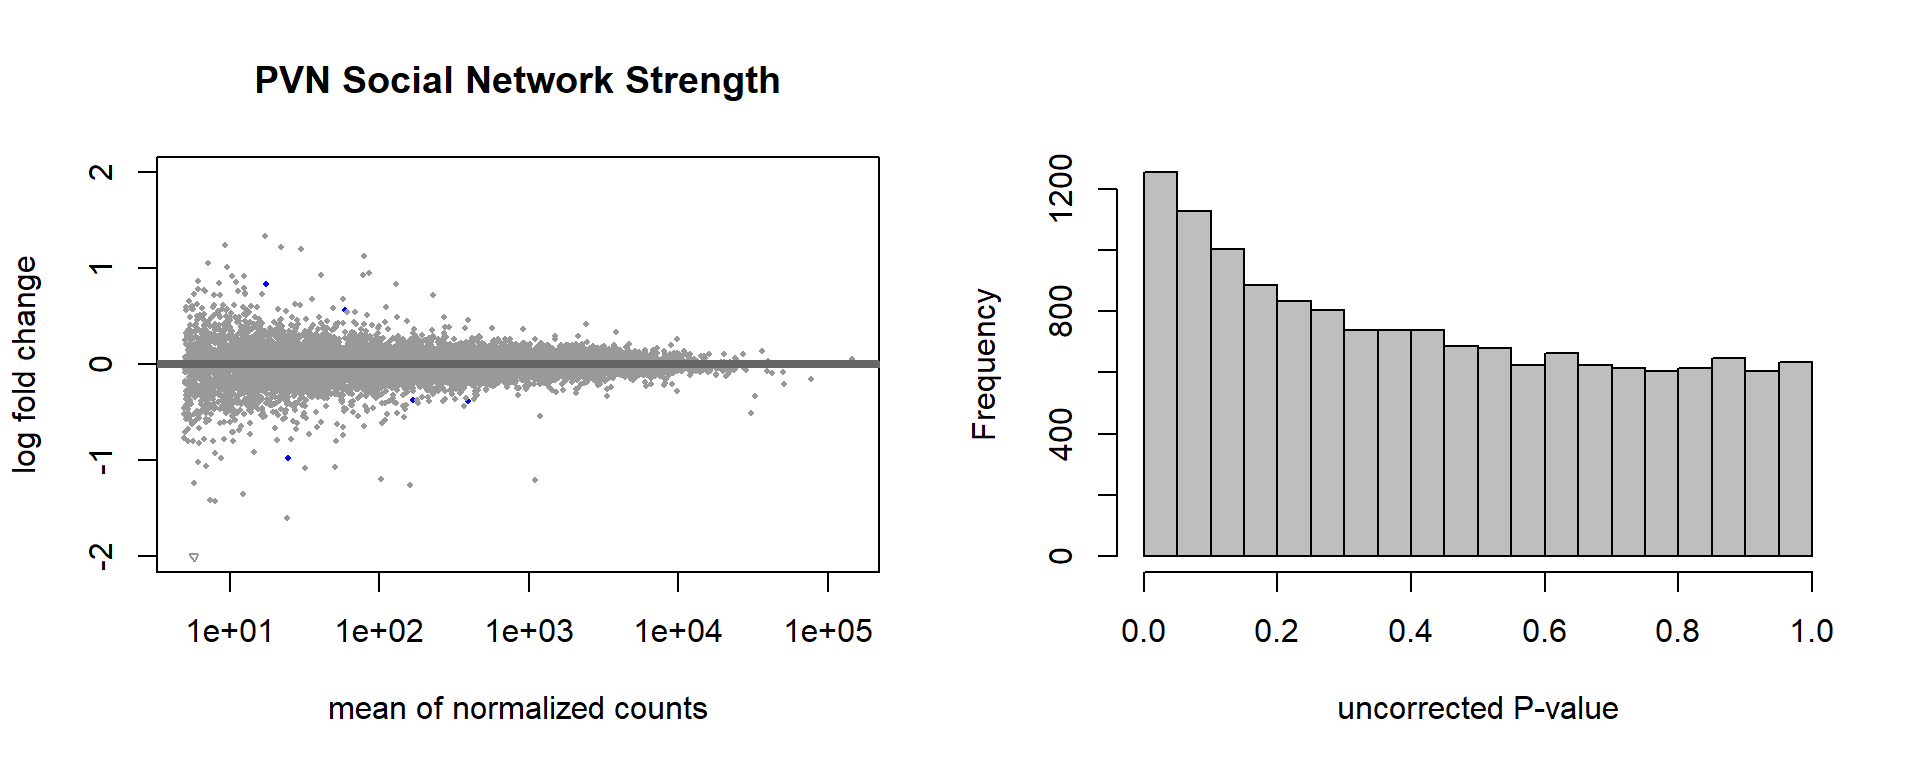 PVN Social Network Strength
log fold change
2
1
0
-1
-2
1e+01 1e+02 1e+03 1e+04 1e+05
mean of normalized counts
Frequency
1200
800
400
0
0.0 0.2 0.4 0.6 0.8 1.0
uncorrected P-value